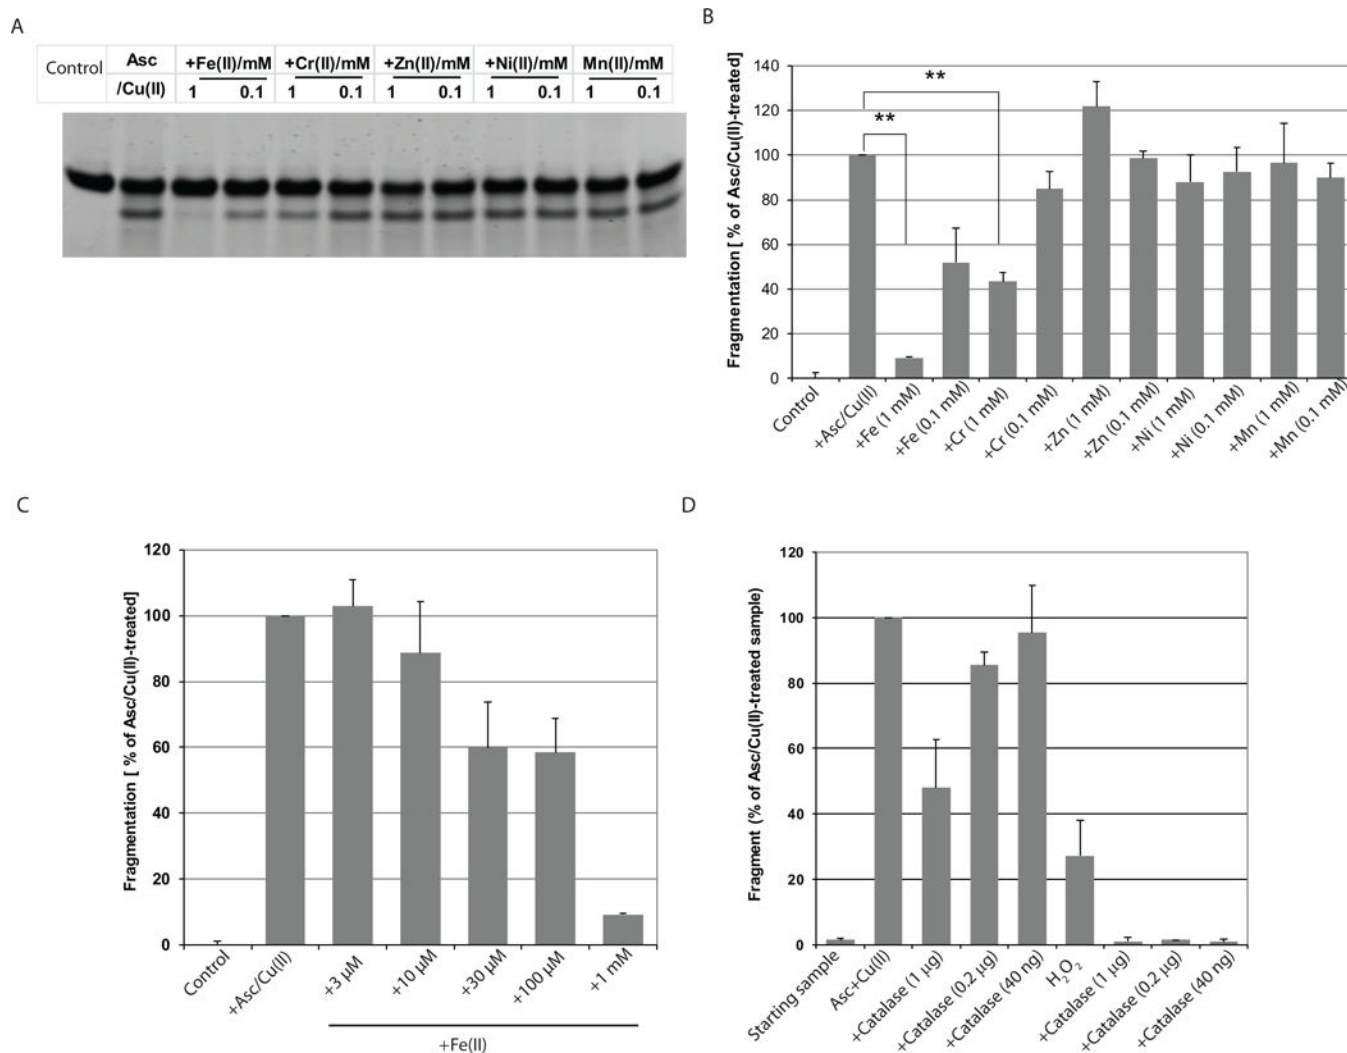 A
Control Asc +Fe(II)/mM +Cr(II)/mM +Zn(II)/mM +Ni(II)/mM Mn(II)/mM
/Cu(II) 1 0.1 1 0.1 1 0.1 1 0.1 1 0.1
B
Fragmentation [ % of Asc/Cu(II)-treated]
140
120
100
80
60
40
20
0
**
**
Control
+Asc/Cu(II)
+Fe (1 mM)
+Fe (0.1 mM)
+Cr (1 mM)
+Cr (0.1 mM)
+Zn (1 mM)
+Zn (0.1 mM)
+Ni (1 mM)
+Ni (0.1 mM)
+Mn (1 mM)
+Mn (0.1 mM)
C
Fragmentation [ % of Asc/Cu(II)-treated]
120
100
80
60
40
20
0
Control
+Asc/Cu(II)
+3 µM
+10 µM
+30 µM
+100 µM
+1 mM
+Fe(II)
D
Fragment (% of Asc/Cu(II)-treated sample)
120
100
80
60
40
20
0
Starting sample
Asc+Cu(II)
+Catalase (1 µg)
+Catalase (0.2 µg)
+Catalase (40 ng)
H₂O₂
+Catalase (1 µg)
+Catalase (0.2 µg)
+Catalase (40 ng)